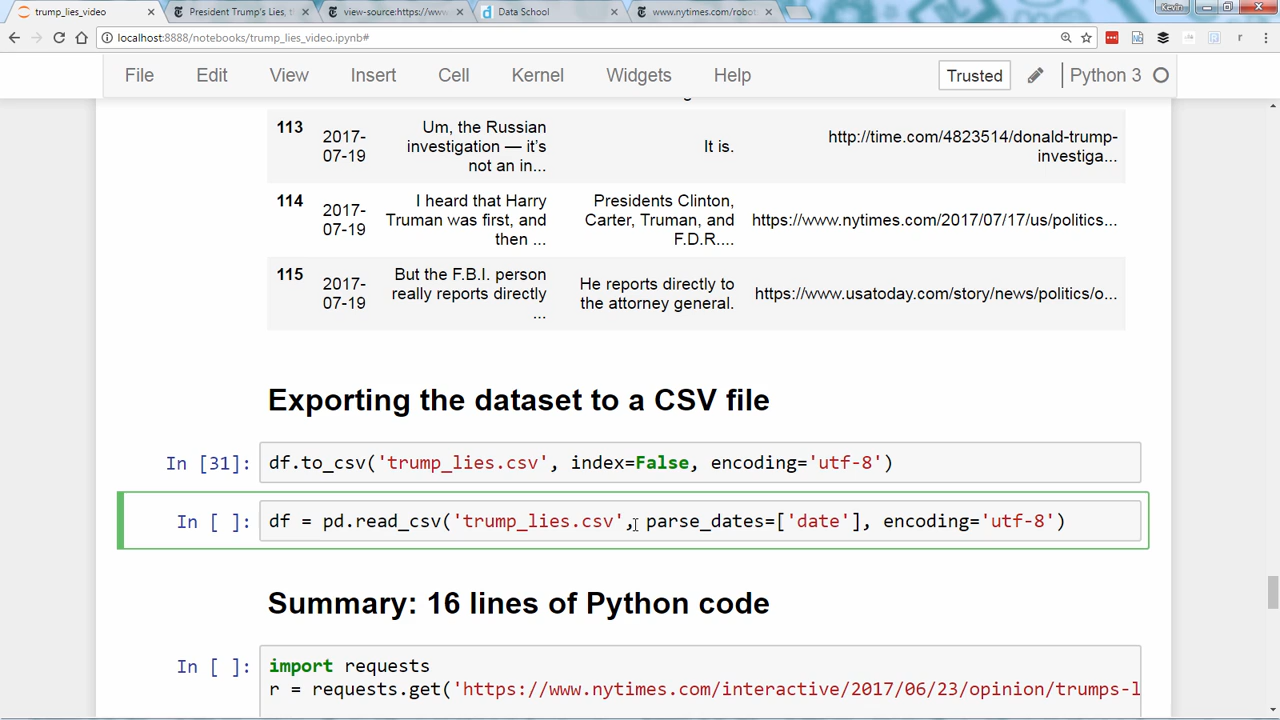 trump_lies_video
President Trump's Lies, t
view-source:https://ww
Data School
www.nytimes.com/robo
Kevin
localhost:8888/notebooks/trump_lies_video.ipynb#
File Edit View Insert Cell Kernel Widgets Help
Trusted
Python 3
113
2017-
07-19
Um, the Russian
investigation — it's
not an in...
It is.
http://time.com/4823514/donald-trump-
investiga...
114
2017-
07-19
I heard that Harry
Truman was first, and
then ...
Presidents Clinton,
Carter, Truman, and
F.D.R....
https://www.nytimes.com/2017/07/17/us/politics...
115
2017-
07-19
But the F.B.I. person
really reports directly
...
He reports directly to
the attorney general.
https://www.usatoday.com/story/news/politics/o...
Exporting the dataset to a CSV file
In [31]: df.to_csv('trump_lies.csv', index=False, encoding='utf-8')
In [ ]: df = pd.read_csv('trump_lies.csv', parse_dates=['date'], encoding='utf-8')
Summary: 16 lines of Python code
In [ ]: import requests
r = requests.get('https://www.nytimes.com/interactive/2017/06/23/opinion/trumps-l